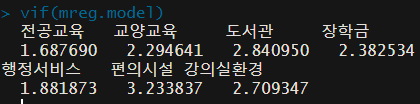 > vif(mreg.model)
전공교육 교양교육 도서관 장학금
1.687690 2.294641 2.840950 2.382534
행정서비스 편의시설 강의실환경
1.881873 3.233837 2.709347